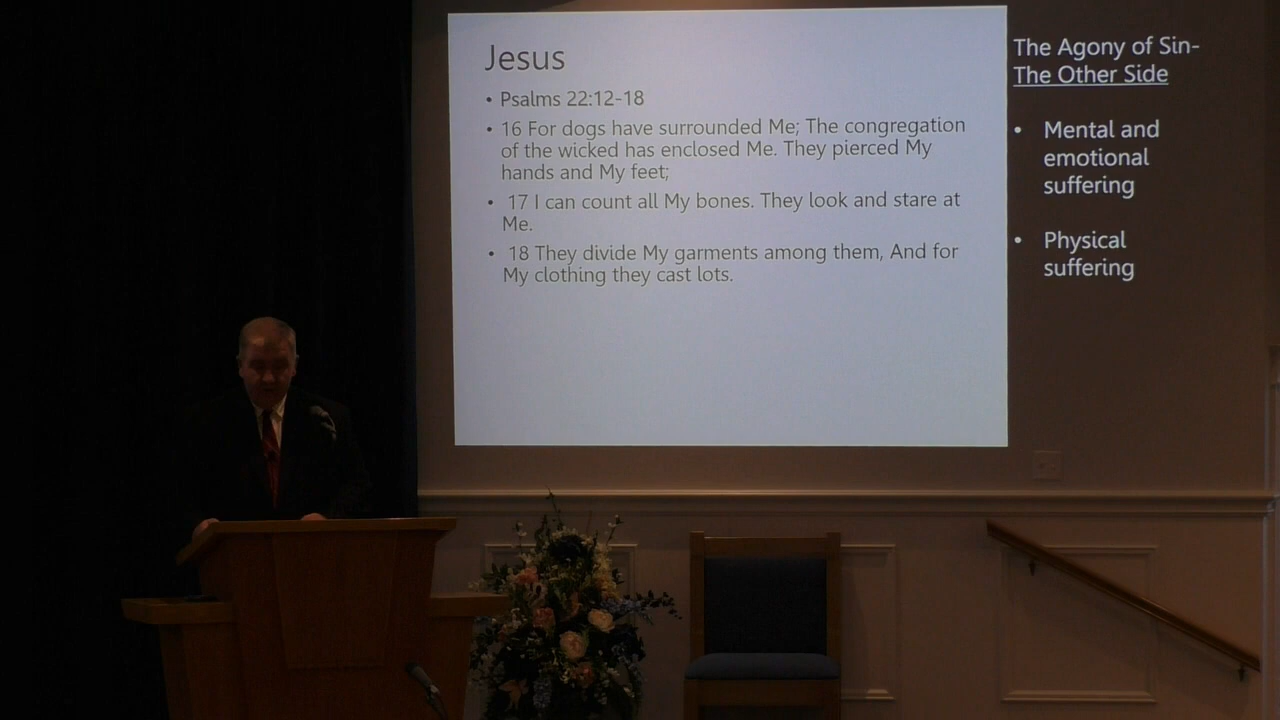 Jesus
• Psalms 22:12-18
• 16 For dogs have surrounded Me; The congregation
of the wicked has enclosed Me. They pierced My
hands and My feet;
• 17 I can count all My bones. They look and stare at
Me.
• 18 They divide My garments among them, And for
My clothing they cast lots.
The Agony of Sin-
The Other Side
• Mental and
emotional
suffering
• Physical
suffering